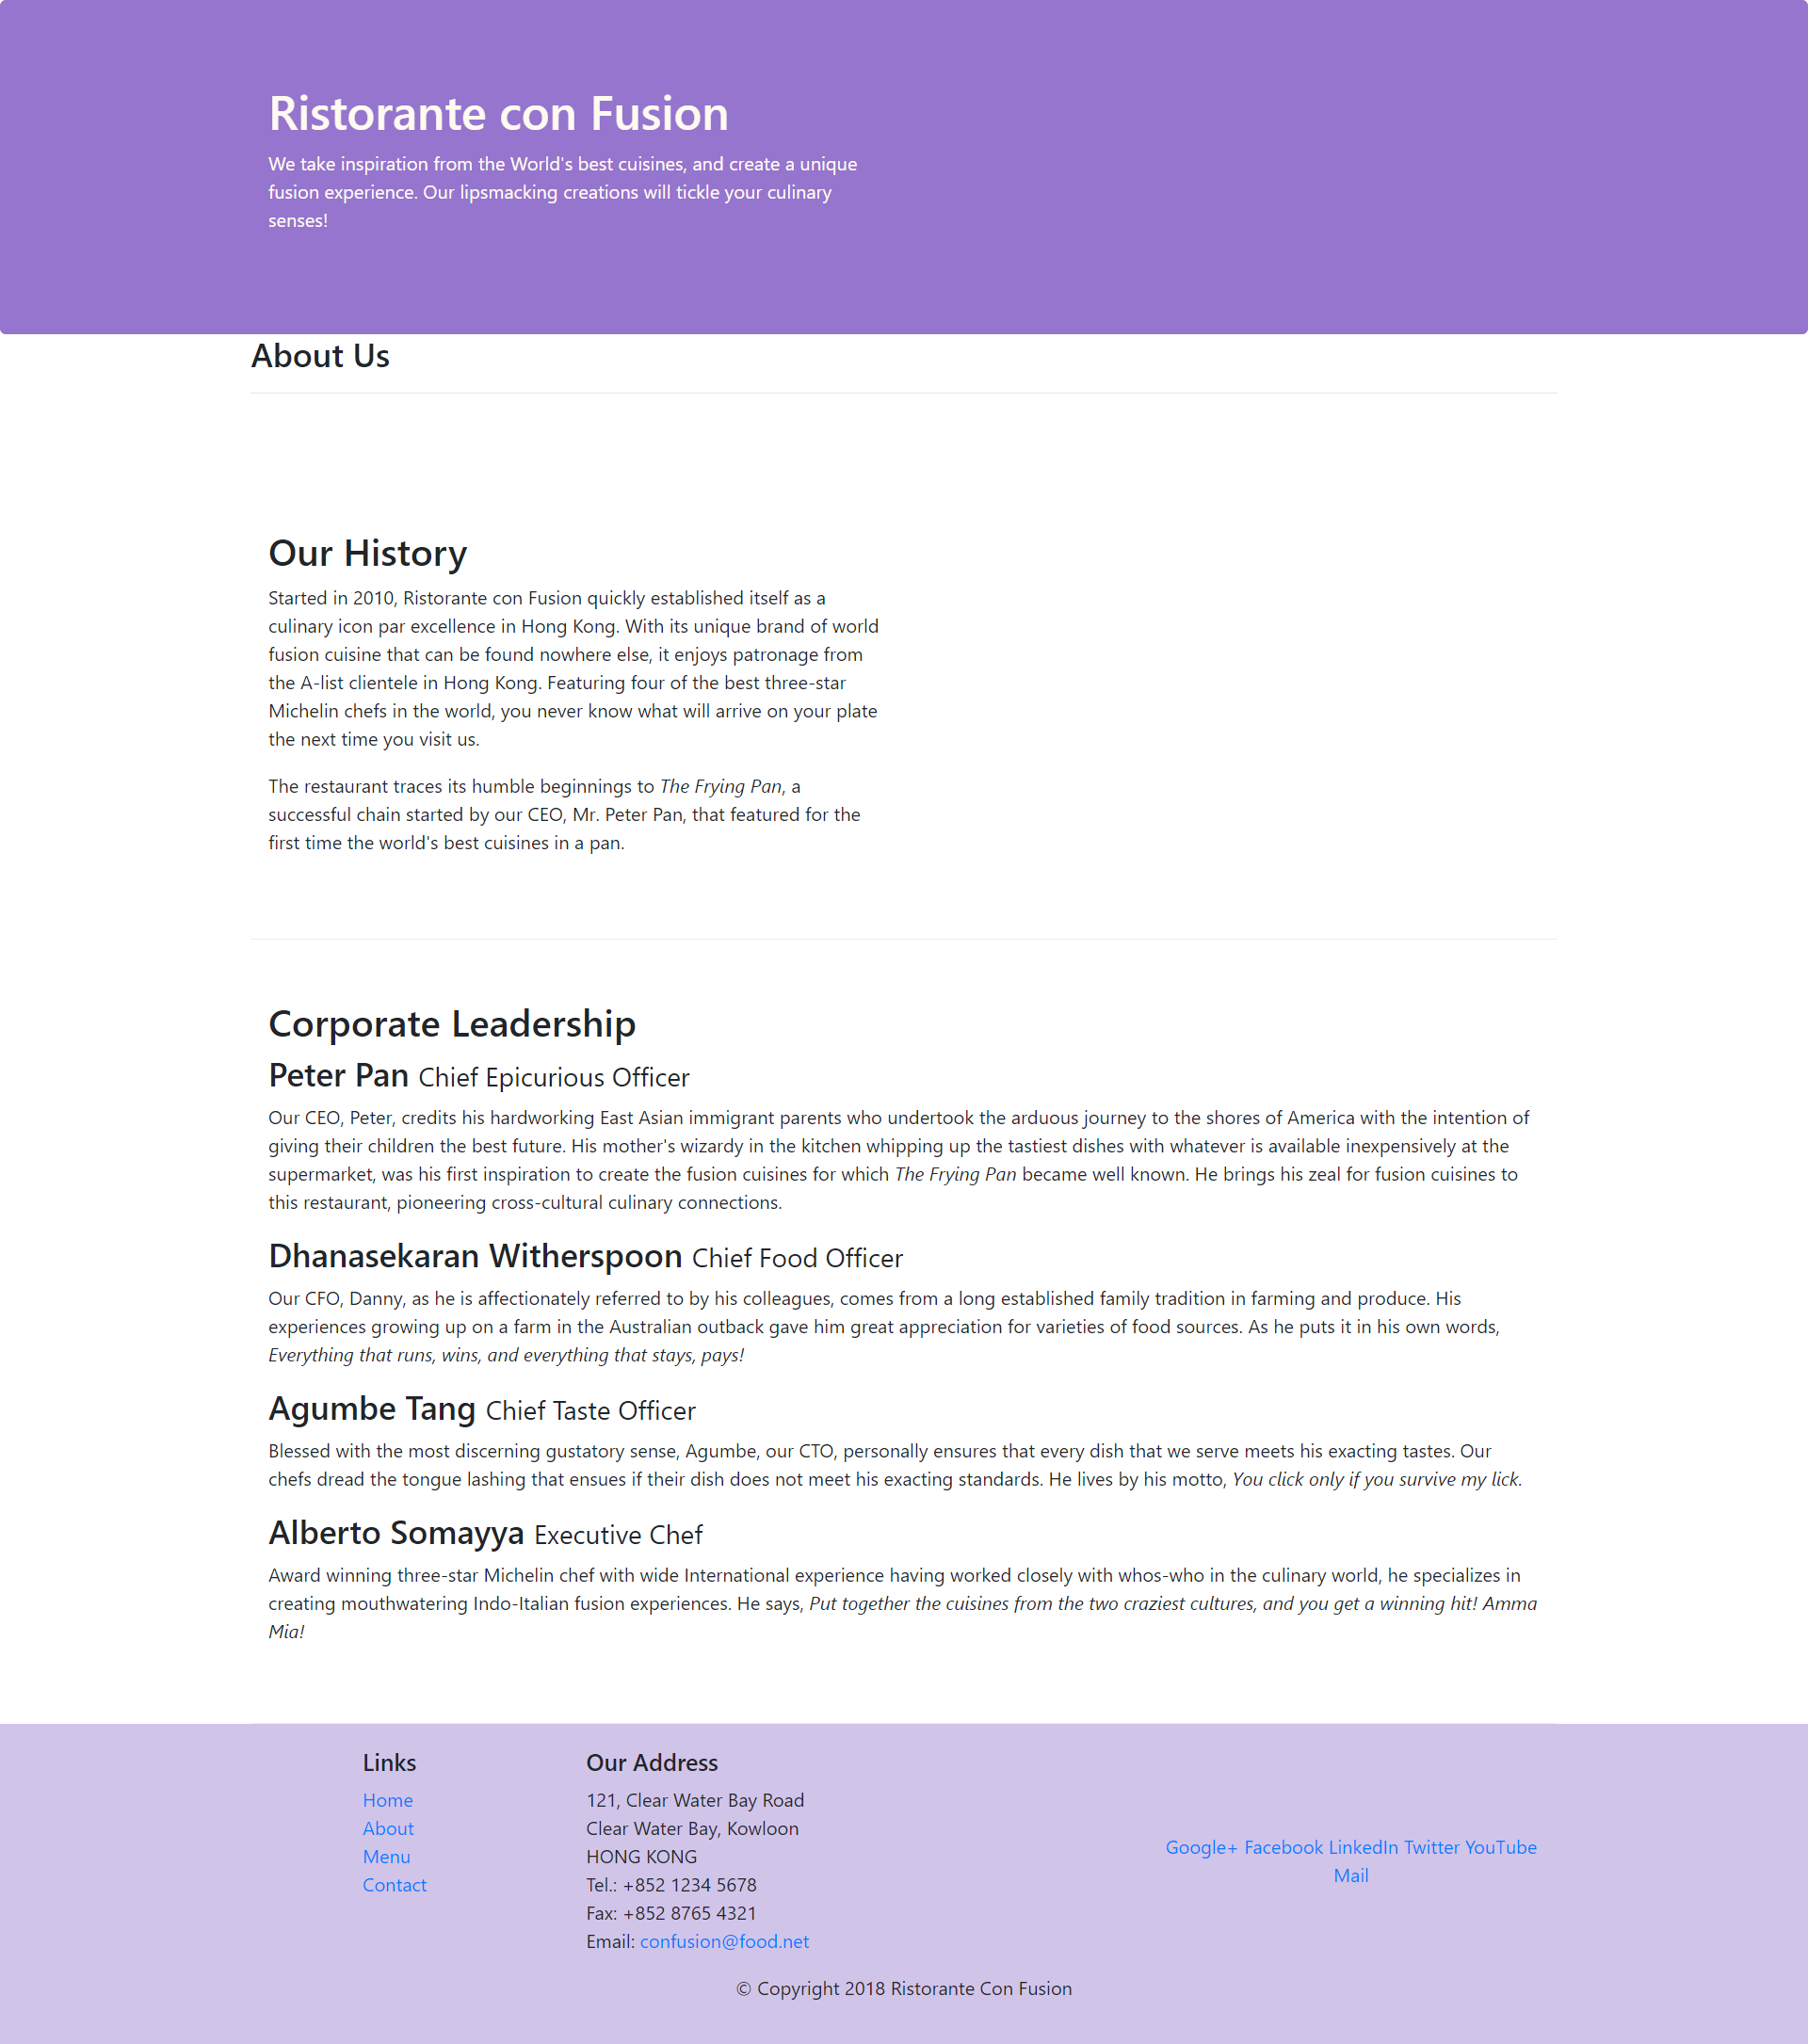 Ristorante con Fusion
We take inspiration from the World's best cuisines, and create a unique
fusion experience. Our lipsmacking creations will tickle your culinary
senses!
About Us
Our History
Started in 2010, Ristorante con Fusion quickly established itself as a
culinary icon par excellence in Hong Kong. With its unique brand of world
fusion cuisine that can be found nowhere else, it enjoys patronage from
the A-list clientele in Hong Kong. Featuring four of the best three-star
Michelin chefs in the world, you never know what will arrive on your plate
the next time you visit us.
The restaurant traces its humble beginnings to The Frying Pan, a
successful chain started by our CEO, Mr. Peter Pan, that featured for the
first time the world's best cuisines in a pan.
Corporate Leadership
Peter Pan Chief Epicurious Officer
Our CEO, Peter, credits his hardworking East Asian immigrant parents who undertook the arduous journey to the shores of America with the intention of
giving their children the best future. His mother's wizardy in the kitchen whipping up the tastiest dishes with whatever is available inexpensively at the
supermarket, was his first inspiration to create the fusion cuisines for which The Frying Pan became well known. He brings his zeal for fusion cuisines to
this restaurant, pioneering cross-cultural culinary connections.
Dhanasekaran Witherspoon Chief Food Officer
Our CFO, Danny, as he is affectionately referred to by his colleagues, comes from a long established family tradition in farming and produce. His
experiences growing up on a farm in the Australian outback gave him great appreciation for varieties of food sources. As he puts it in his own words,
Everything that runs, wins, and everything that stays, pays!
Agumbe Tang Chief Taste Officer
Blessed with the most discerning gustatory sense, Agumbe, our CTO, personally ensures that every dish that we serve meets his exacting tastes. Our
chefs dread the tongue lashing that ensues if their dish does not meet his exacting standards. He lives by his motto, You click only if you survive my lick.
Alberto Somayya Executive Chef
Award winning three-star Michelin chef with wide International experience having worked closely with whos-who in the culinary world, he specializes in
creating mouthwatering Indo-Italian fusion experiences. He says, Put together the cuisines from the two craziest cultures, and you get a winning hit! Amma
Mia!
Links
Home
About
Menu
Contact
Our Address
121, Clear Water Bay Road
Clear Water Bay, Kowloon
HONG KONG
Tel.: +852 1234 5678
Fax: +852 8765 4321
Email: confusion@food.net
Google+ Facebook LinkedIn Twitter YouTube
Mail
© Copyright 2018 Ristorante Con Fusion